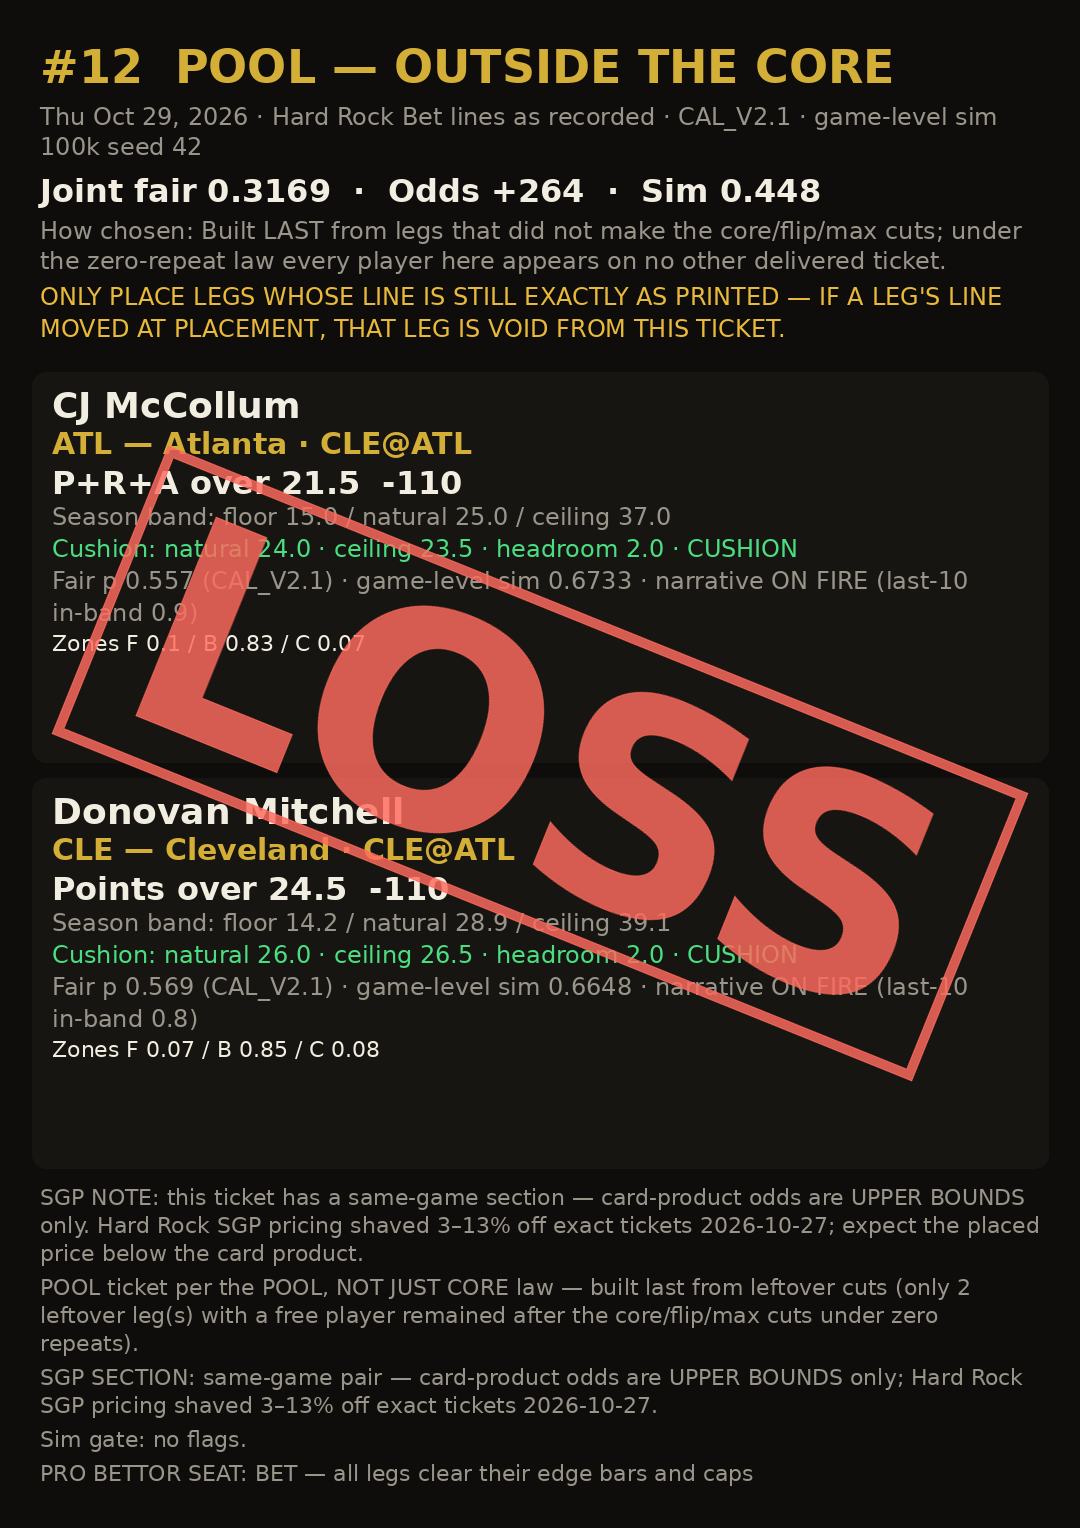 #12 POOL — OUTSIDE THE CORE
Thu Oct 29, 2026 · Hard Rock Bet lines as recorded · CAL_V2.1 · game-level sim
100k seed 42
Joint fair 0.3169 · Odds +264 · Sim 0.448
How chosen: Built LAST from legs that did not make the core/flip/max cuts; under
the zero-repeat law every player here appears on no other delivered ticket.
ONLY PLACE LEGS WHOSE LINE IS STILL EXACTLY AS PRINTED — IF A LEG'S LINE
MOVED AT PLACEMENT, THAT LEG IS VOID FROM THIS TICKET.
CJ McCollum
ATL — Atlanta · CLE@ATL
P+R+A over 21.5 -110
Season band: floor 15.0 / natural 25.0 / ceiling 37.0
Cushion: natural 24.0 · ceiling 23.5 · headroom 2.0 · CUSHION
Fair p 0.557 (CAL_V2.1) · game-level sim 0.6733 · narrative ON FIRE (last-10
in-band 0.9)
Zones F 0.1 / B 0.83 / C 0.07
LOSS
Donovan Mitchell
CLE — Cleveland · CLE@ATL
Points over 24.5 -110
Season band: floor 14.2 / natural 28.9 / ceiling 39.1
Cushion: natural 26.0 · ceiling 26.5 · headroom 2.0 · CUSHION
Fair p 0.569 (CAL_V2.1) · game-level sim 0.6648 · narrative ON FIRE (last-10
in-band 0.8)
Zones F 0.07 / B 0.85 / C 0.08
SGP NOTE: this ticket has a same-game section — card-product odds are UPPER BOUNDS
only. Hard Rock SGP pricing shaved 3–13% off exact tickets 2026-10-27; expect the placed
price below the card product.
POOL ticket per the POOL, NOT JUST CORE law — built last from leftover cuts (only 2
leftover leg(s) with a free player remained after the core/flip/max cuts under zero
repeats).
SGP SECTION: same-game pair — card-product odds are UPPER BOUNDS only; Hard Rock
SGP pricing shaved 3–13% off exact tickets 2026-10-27.
Sim gate: no flags.
PRO BETTOR SEAT: BET — all legs clear their edge bars and caps